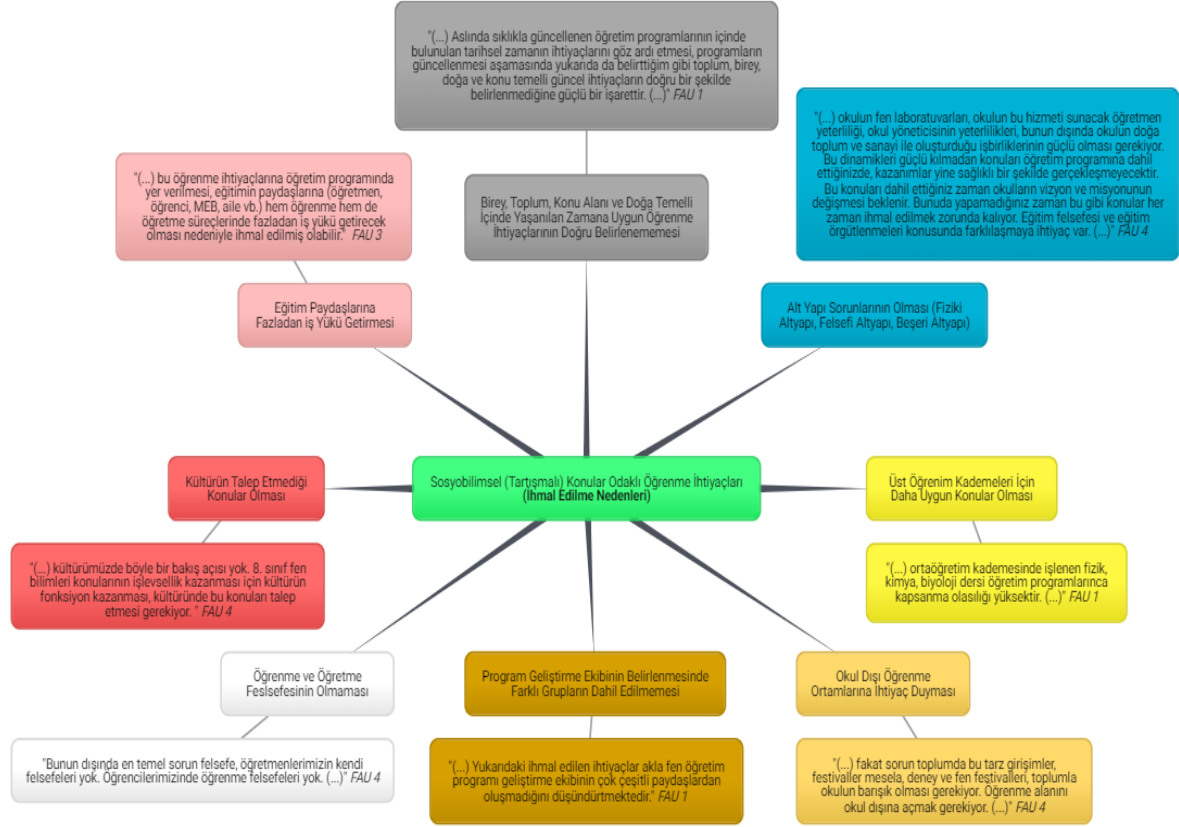 "(...) Aslında sıklıkla güncellenen öğretim programlarının içinde
bulunulan tarihsel zamanın ihtiyaçlarını göz ardı etmesi, programların
güncellenmesi aşamasında yukarıda da belirttiğim gibi toplum, birey,
doğa ve konu temelli güncel ihtiyaçların doğru bir şekilde
belirlenmediğine güçlü bir işarettir. (...)" FAU 1
"(...) okulun fen laboratuvarları, okulun bu hizmeti sunacak öğretmen
yeterliliği, okul yöneticisinin yeterlilikleri, bunun dışında okulun doğa
toplum ve sanayi ile oluşturduğu işbirliklerinin güçlü olması gerekiyor.
Bu dinamikleri güçlü kılmadan konuları öğretim programına dahil
ettiğinizde, kazanımlar yine sağlıklı bir şekilde gerçekleşmeyecektir.
Bu konuları dahil ettiğiniz zaman okulların vizyon ve misyonunun
değişmesi beklenir. Bunuda yapamadığınız zaman bu gibi konular her
zaman ihmal edilmek zorunda kalıyor. Eğitim felsefesi ve eğitim
örgütlenmeleri konusunda farklılaşmaya ihtiyaç var. (...)" FAU 4
"(...) bu öğrenme ihtiyaçlarına öğretim programında
yer verilmesi, eğitimin paydaşlarına (öğretmen,
öğrenci, MEB, aile vb.) hem öğrenme hem de
öğretme süreçlerinde fazladan iş yükü getirecek
olması nedeniyle ihmal edilmiş olabilir." FAU 3
Birey, Toplum, Konu Alanı ve Doğa Temelli
İçinde Yaşanılan Zamana Uygun Öğrenme
İhtiyaçlarının Doğru Belirlenememesi
Eğitim Paydaşlarına
Fazladan iş Yükü Getirmesi
Alt Yapı Sorunlarının Olması (Fiziki
Altyapı, Felsefi Altyapı, Beşeri Altyapı)
Kültürün Talep Etmediği
Konular Olması
Sosyobilimsel (Tartışmalı) Konular Odaklı Öğrenme İhtiyaçları
(İhmal Edilme Nedenleri)
Üst Öğrenim Kademeleri İçin
Daha Uygun Konular Olması
"(...) kültürümüzde böyle bir bakış açısı yok. 8. sınıf fen
bilimleri konularının işlevsellik kazanması için kültürün
fonksiyon kazanması, kültüründe bu konuları talep
etmesi gerekiyor. " FAU 4
"(...) ortaöğretim kademesinde işlenen fizik,
kimya, biyoloji dersi öğretim programlarınca
kapsanma olasılığı yüksektir. (...)" FAU 1
Öğrenme ve Öğretme
Feslsefesinin Olmaması
Program Geliştirme Ekibinin Belirlenmesinde
Farklı Grupların Dahil Edilmemesi
Okul Dışı Öğrenme
Ortamlarına İhtiyaç Duyması
"Bunun dışında en temel sorun felsefe, öğretmenlerimizin kendi
felsefeleri yok. Öğrencilerimizinde öğrenme felsefeleri yok. (...)" FAU 4
"(...) Yukarıdaki ihmal edilen ihtiyaçlar akla fen öğretim
programı geliştirme ekibinin çok çeşitli paydaşlardan
oluşmadığını düşündürtmektedir." FAU 1
"(...) fakat sorun toplumda bu tarz girişimler,
festivaller mesela, deney ve fen festivalleri, toplumla
okulun barışık olması gerekiyor. Öğrenme alanını
okul dışına açmak gerekiyor. (...)" FAU 4